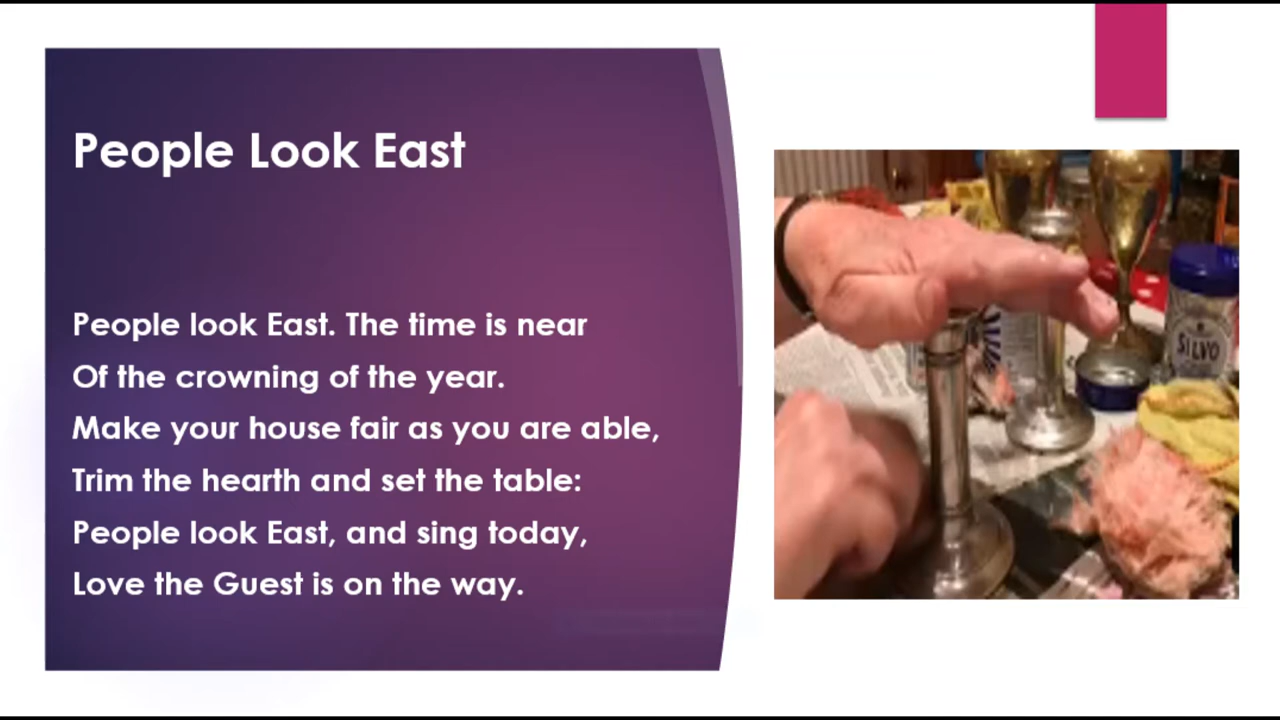 People Look East
People look East. The time is near
Of the crowning of the year.
Make your house fair as you are able,
Trim the hearth and set the table:
People look East, and sing today,
Love the Guest is on the way.
SILVO